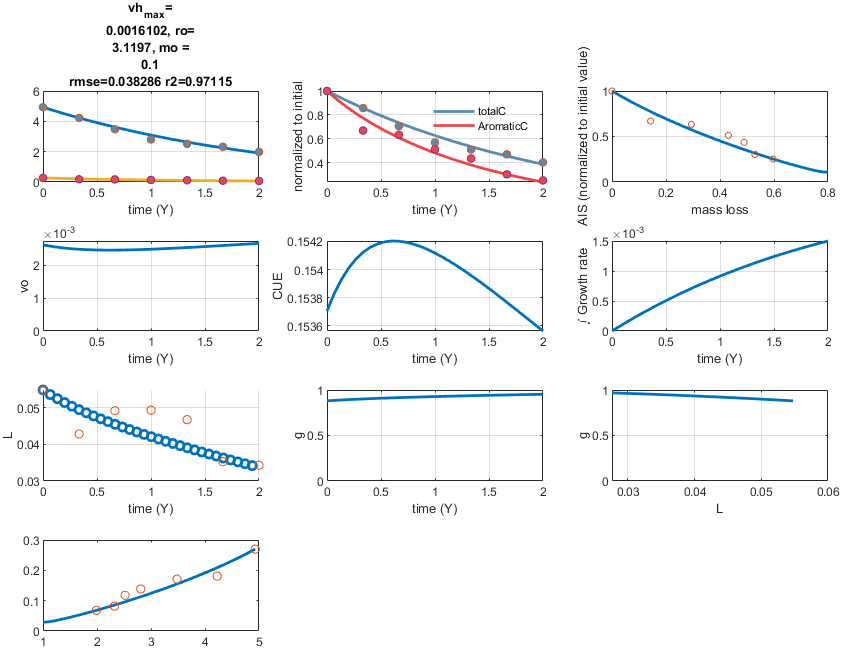 vh_max=
0.0016102, ro=
3.1197, mo =
0.1
rmse=0.038286 r2=0.97115
6
4
2
0
0 0.5 1 1.5 2
time (Y)
normalized to initial
1
0.8
0.6
0.4
totalC
AromaticC
0 0.5 1 1.5 2
time (Y)
AIS (normalized to initial value)
1
0.5
0
0 0.2 0.4 0.6 0.8
mass loss
×10⁻³
vo
2
1
0
0 0.5 1 1.5 2
time (Y)
CUE
0.1542
0.154
0.1538
0.1536
0 0.5 1 1.5 2
time (Y)
×10⁻³
∫ Growth rate
1.5
1
0.5
0
0 0.5 1 1.5 2
time (Y)
L
0.05
0.04
0.03
0 0.5 1 1.5 2
time (Y)
g
1
0.5
0
0 0.5 1 1.5 2
time (Y)
g
1
0.5
0
0.03 0.04 0.05 0.06
L
0.3
0.2
0.1
0
1 2 3 4 5